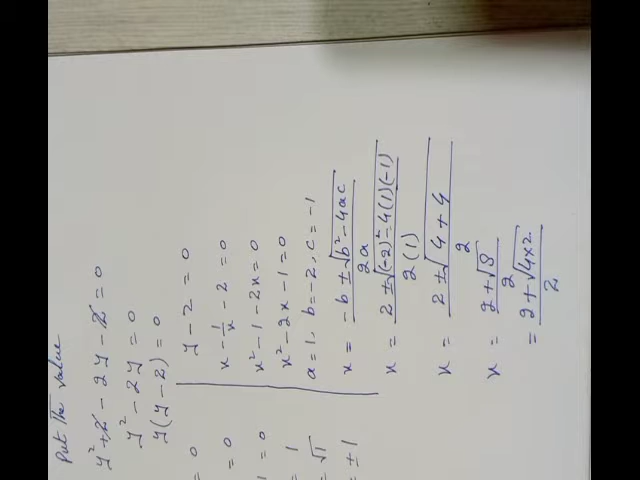 Put the value
y² + 2 - 2y - 2 = 0
y² - 2y = 0
y(y - 2) = 0
= 0
= 0
1 = 0
= 1
= √1
= ± 1
y - 2 = 0
x - 1/x - 2 = 0
x² - 1 - 2x = 0
x² - 2x - 1 = 0
a = 1, b = -2, c = -1
x = -b ± √b² - 4ac / 2a
x = 2 ± √(-2)² - 4(1)(-1) / 2(1)
x = 2 ± √4 + 4 / 2
x = 2 + √8 / 2
= 2 + √4x2 / 2